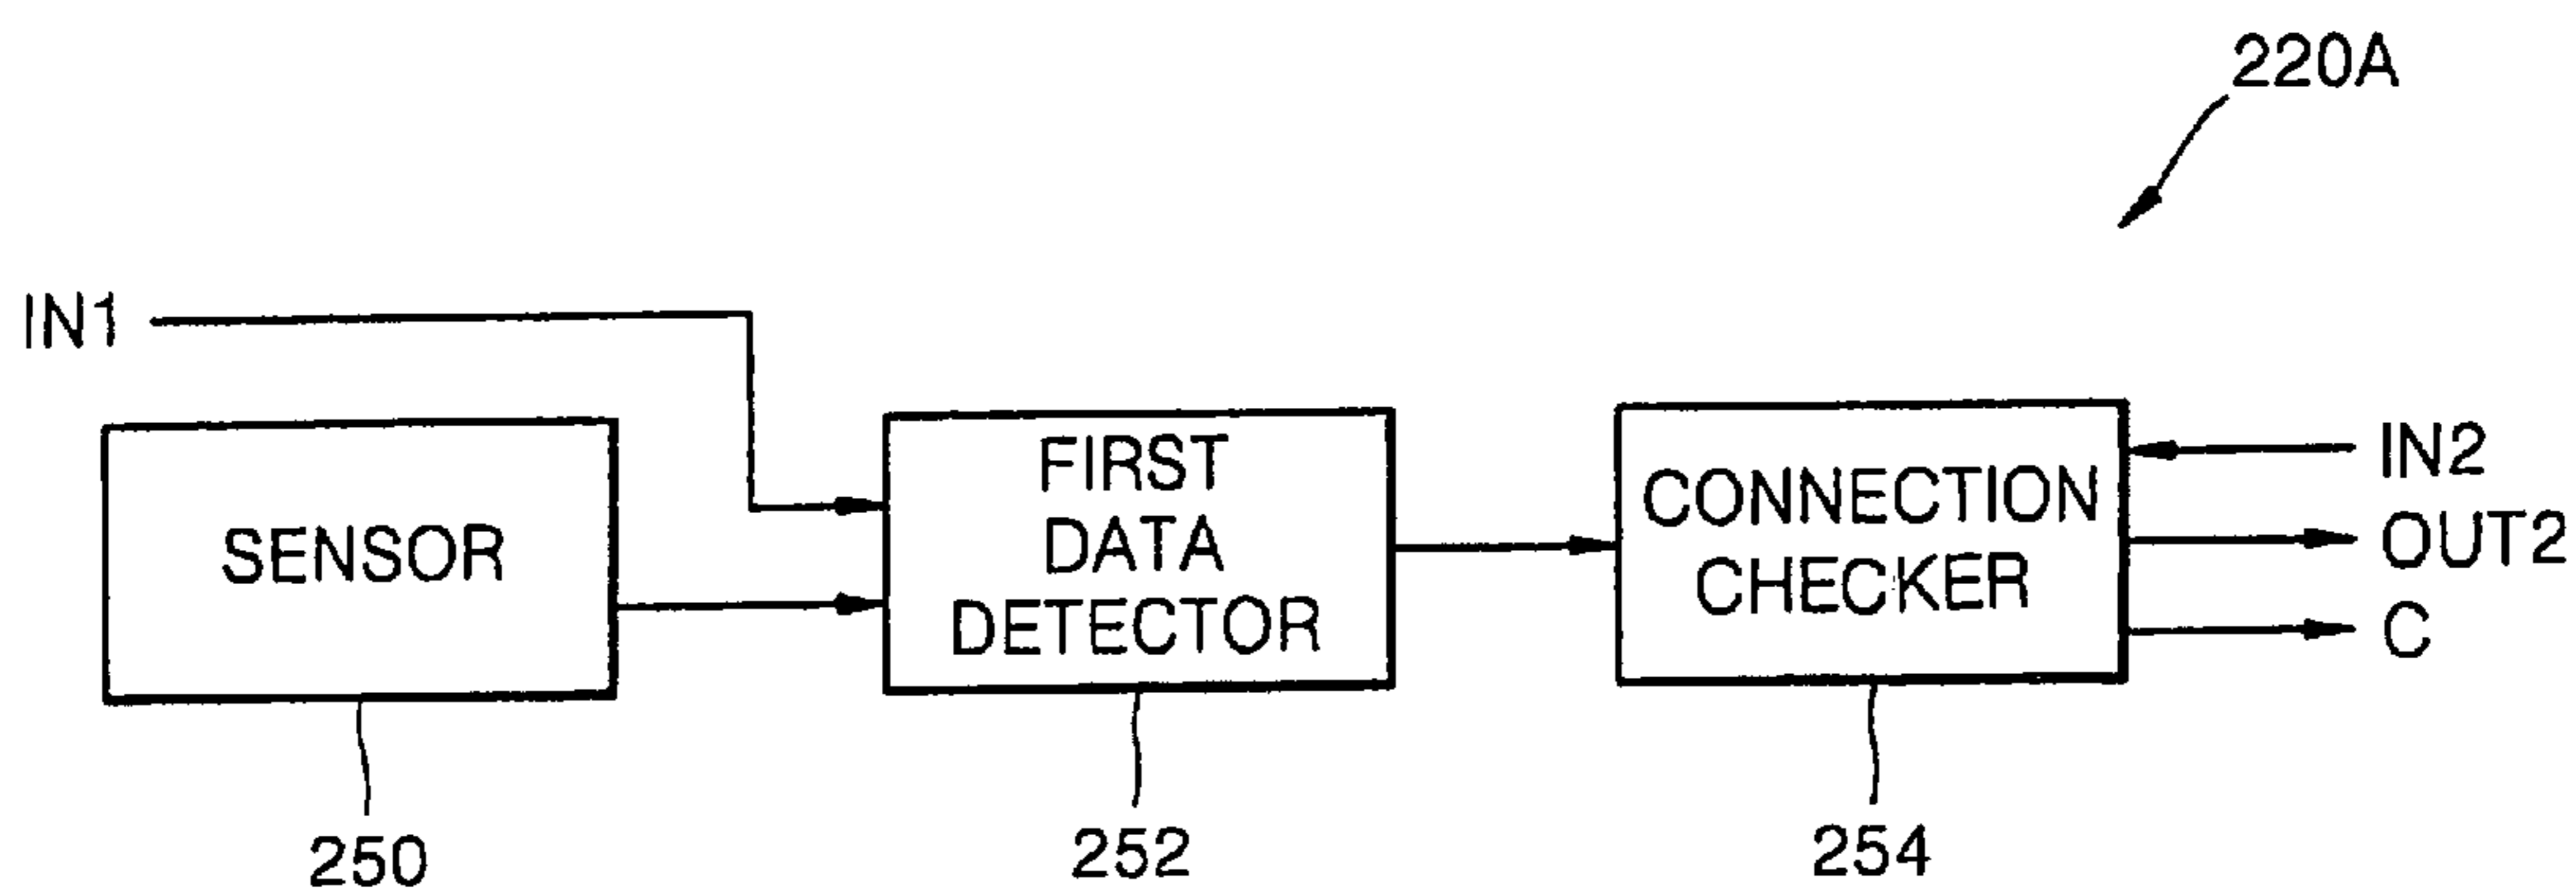 220A
IN1
SENSOR
FIRST
DATA
DETECTOR
CONNECTION
CHECKER
IN2
OUT2
C
250
252
254